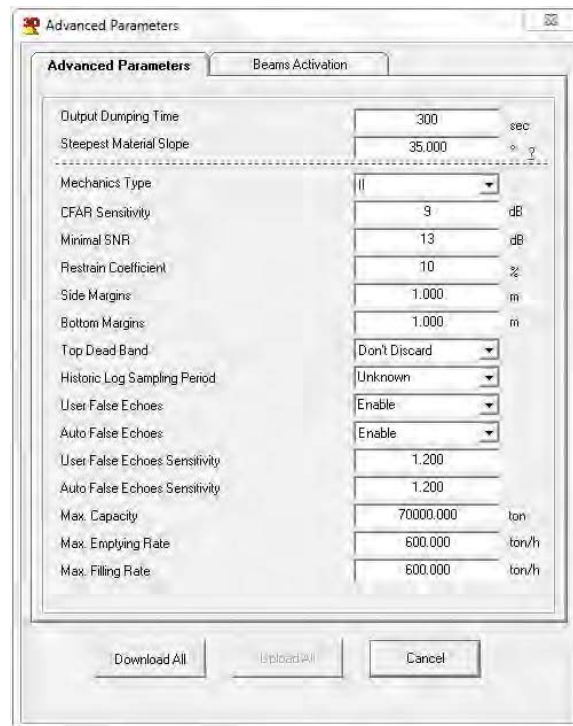 Advanced Parameters
Advanced Parameters Beams Activation
Output Dumping Time 300 sec
Steepest Material Slope 35.000 ° ?
Mechanics Type II
CFAR Sensitivity 9 dB
Minimal SNR 13 dB
Restrain Coefficient 10 %
Side Margins 1.000 m
Bottom Margins 1.000 m
Top Dead Band Don't Discard
Historic Log Sampling Period Unknown
User False Echoes Enable
Auto False Echoes Enable
User False Echoes Sensitivity 1.200
Auto False Echoes Sensitivity 1.200
Max. Capacity 70000.000 ton
Max. Emptying Rate 600.000 ton/h
Max. Filling Rate 600.000 ton/h
Download All Upload All Cancel